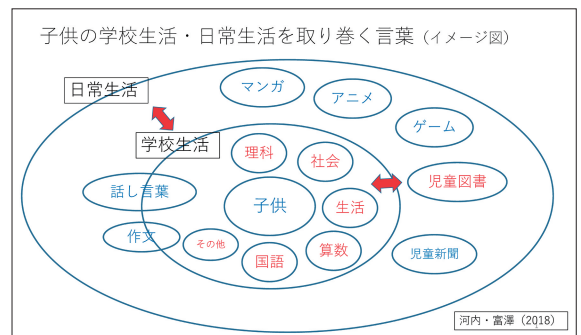 子供の学校生活・日常生活を取り巻く言葉（イメージ図）
日常生活
マンガ
アニメ
ゲーム
学校生活
理科
社会
児童図書
話し言葉
子供
生活
作文
その他
国語
算数
児童新聞
河内・富澤（2018）